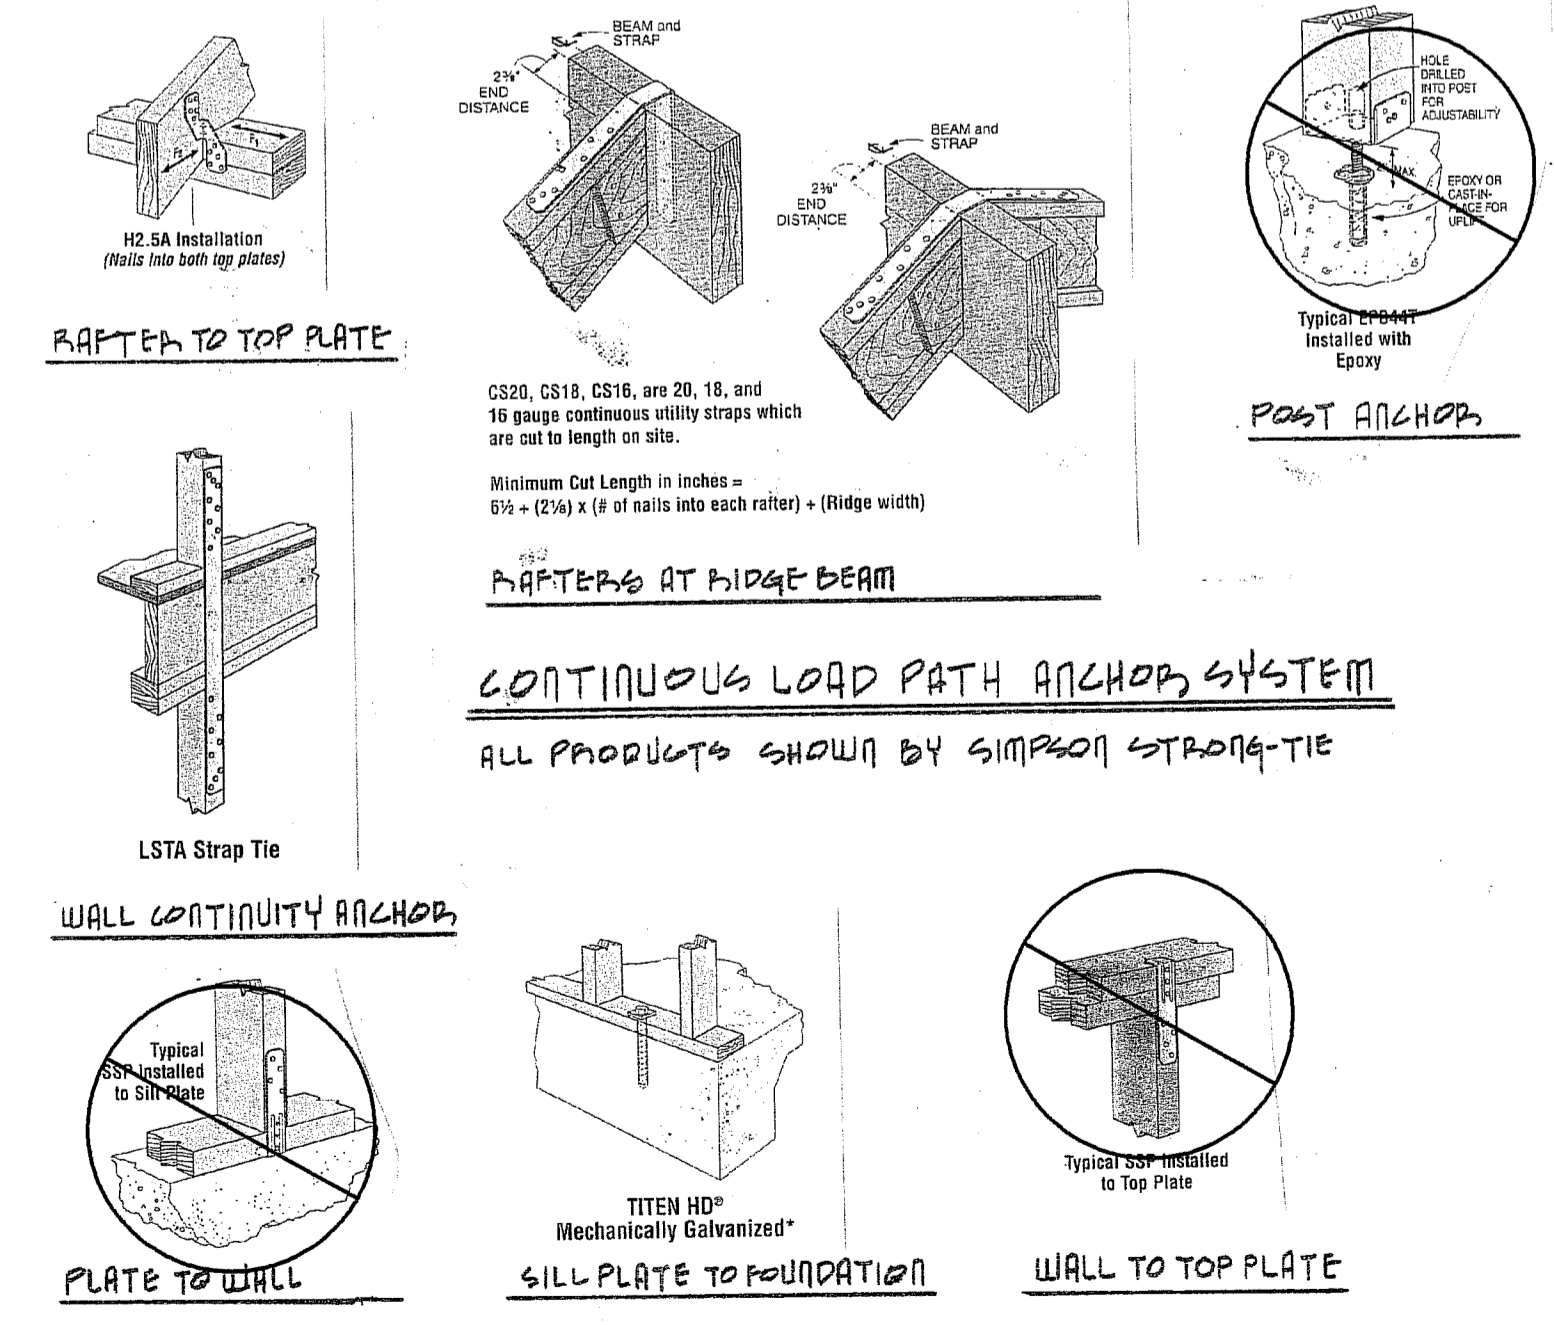 BEAM and
STRAP
2⅜"
END
DISTANCE
BEAM and
STRAP
2⅜"
END
DISTANCE
HOLE
DRILLED
INTO POST
FOR
ADJUSTABILITY
MAX.
EPOXY OR
CAST-IN-
PLACE FOR
UPLIFT
F₂
F₁
H2.5A Installation
(Nails into both top plates)
RAFTER TO TOP PLATE
Typical EPB44T
Installed with
Epoxy
POST ANCHOR
CS20, CS18, CS16, are 20, 18, and
16 gauge continuous utility straps which
are cut to length on site.
Minimum Cut Length in inches =
6½ + (2⅛) x (# of nails into each rafter) + (Ridge width)
RAFTERS AT RIDGE BEAM
CONTINUOUS LOAD PATH ANCHOR SYSTEM
ALL PRODUCTS SHOWN BY SIMPSON STRONG-TIE
LSTA Strap Tie
WALL CONTINUITY ANCHOR
Typical
SSP Installed
to Sill Plate
PLATE TO WALL
TITEN HD®
Mechanically Galvanized*
SILL PLATE TO FOUNDATION
Typical SSP Installed
to Top Plate
WALL TO TOP PLATE